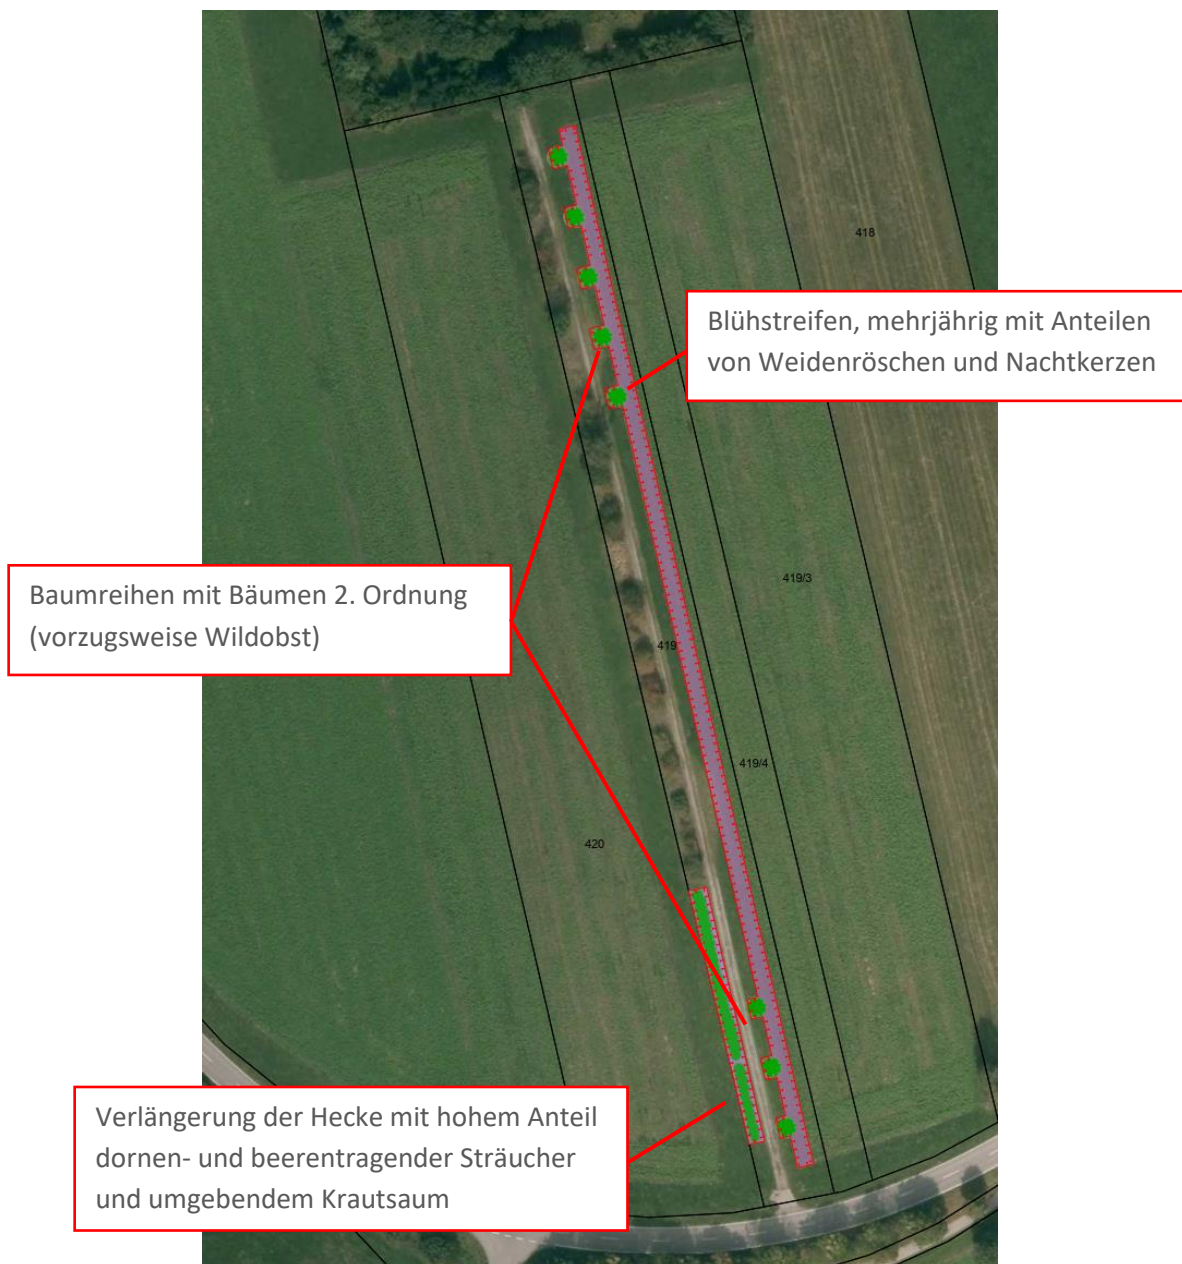 418
Blühstreifen, mehrjährig mit Anteilen
von Weidenröschen und Nachtkerzen
419/3
Baumreihen mit Bäumen 2. Ordnung
(vorzugsweise Wildobst)
419
419/4
420
Verlängerung der Hecke mit hohem Anteil
dornen- und beerentragender Sträucher
und umgebendem Krautsaum